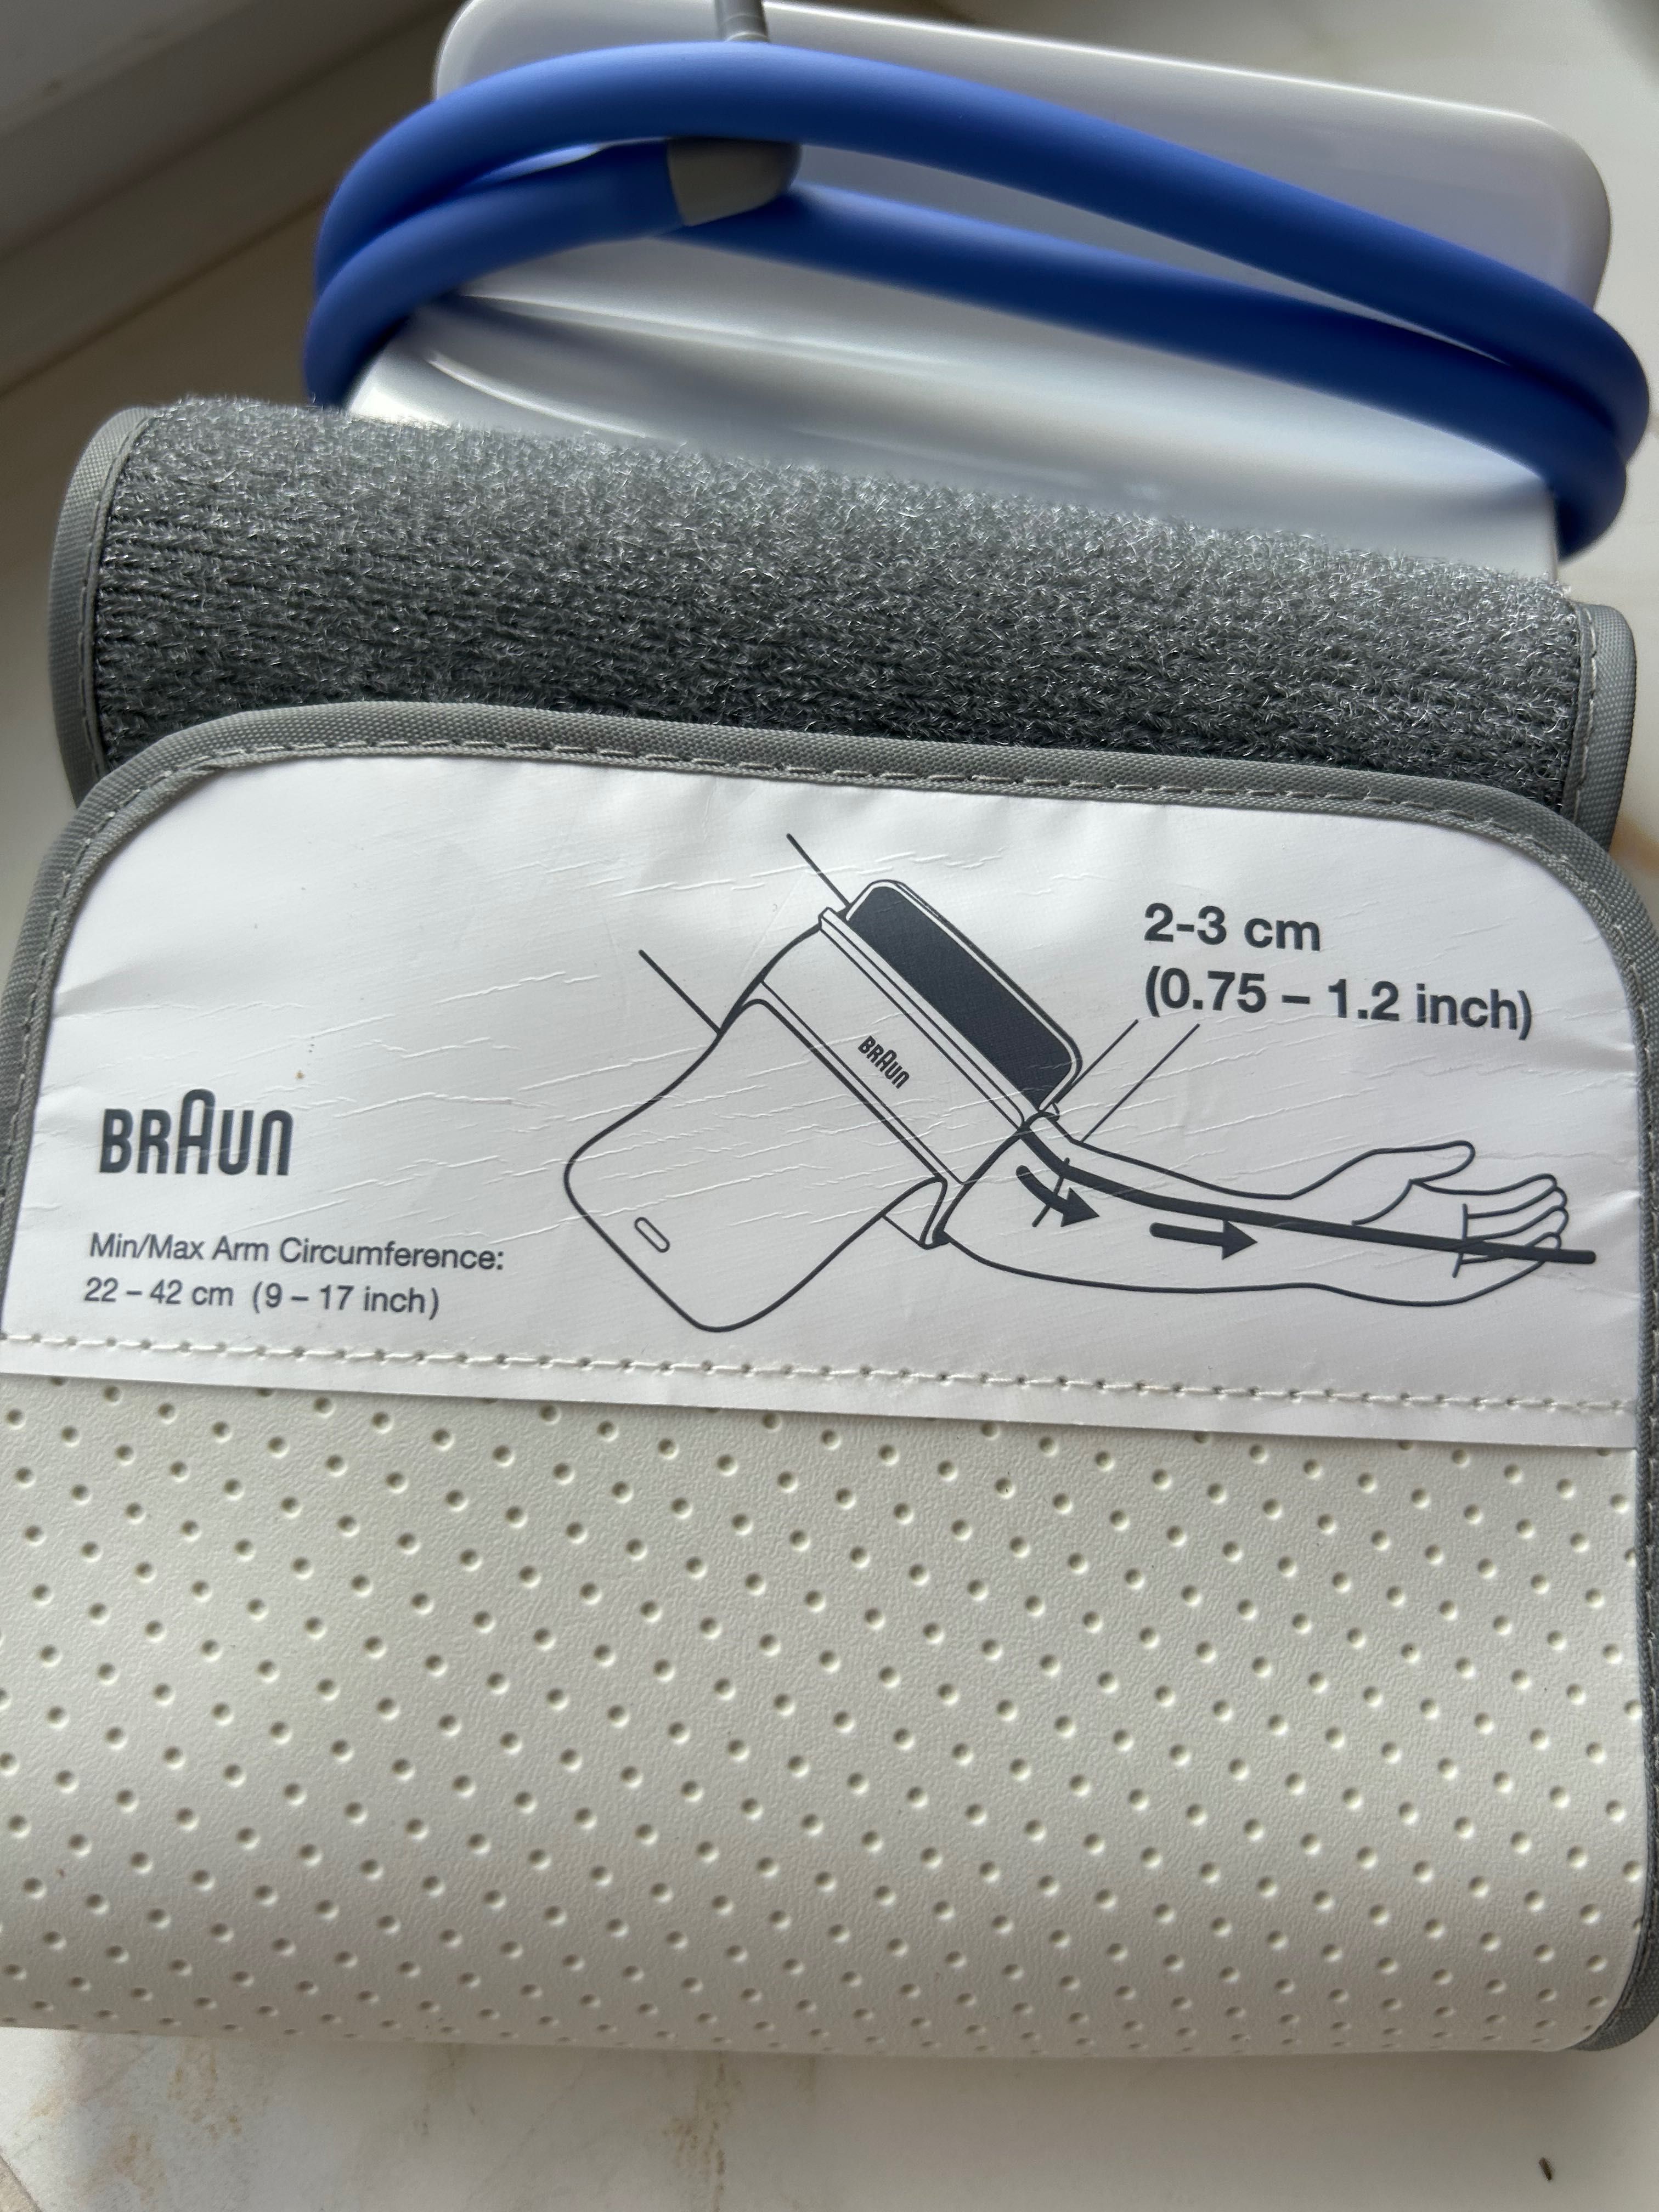 2-3 cm
(0.75 – 1.2 inch)
BRAUN
BRAUN
Min/Max Arm Circumference:
22 – 42 cm (9 – 17 inch)